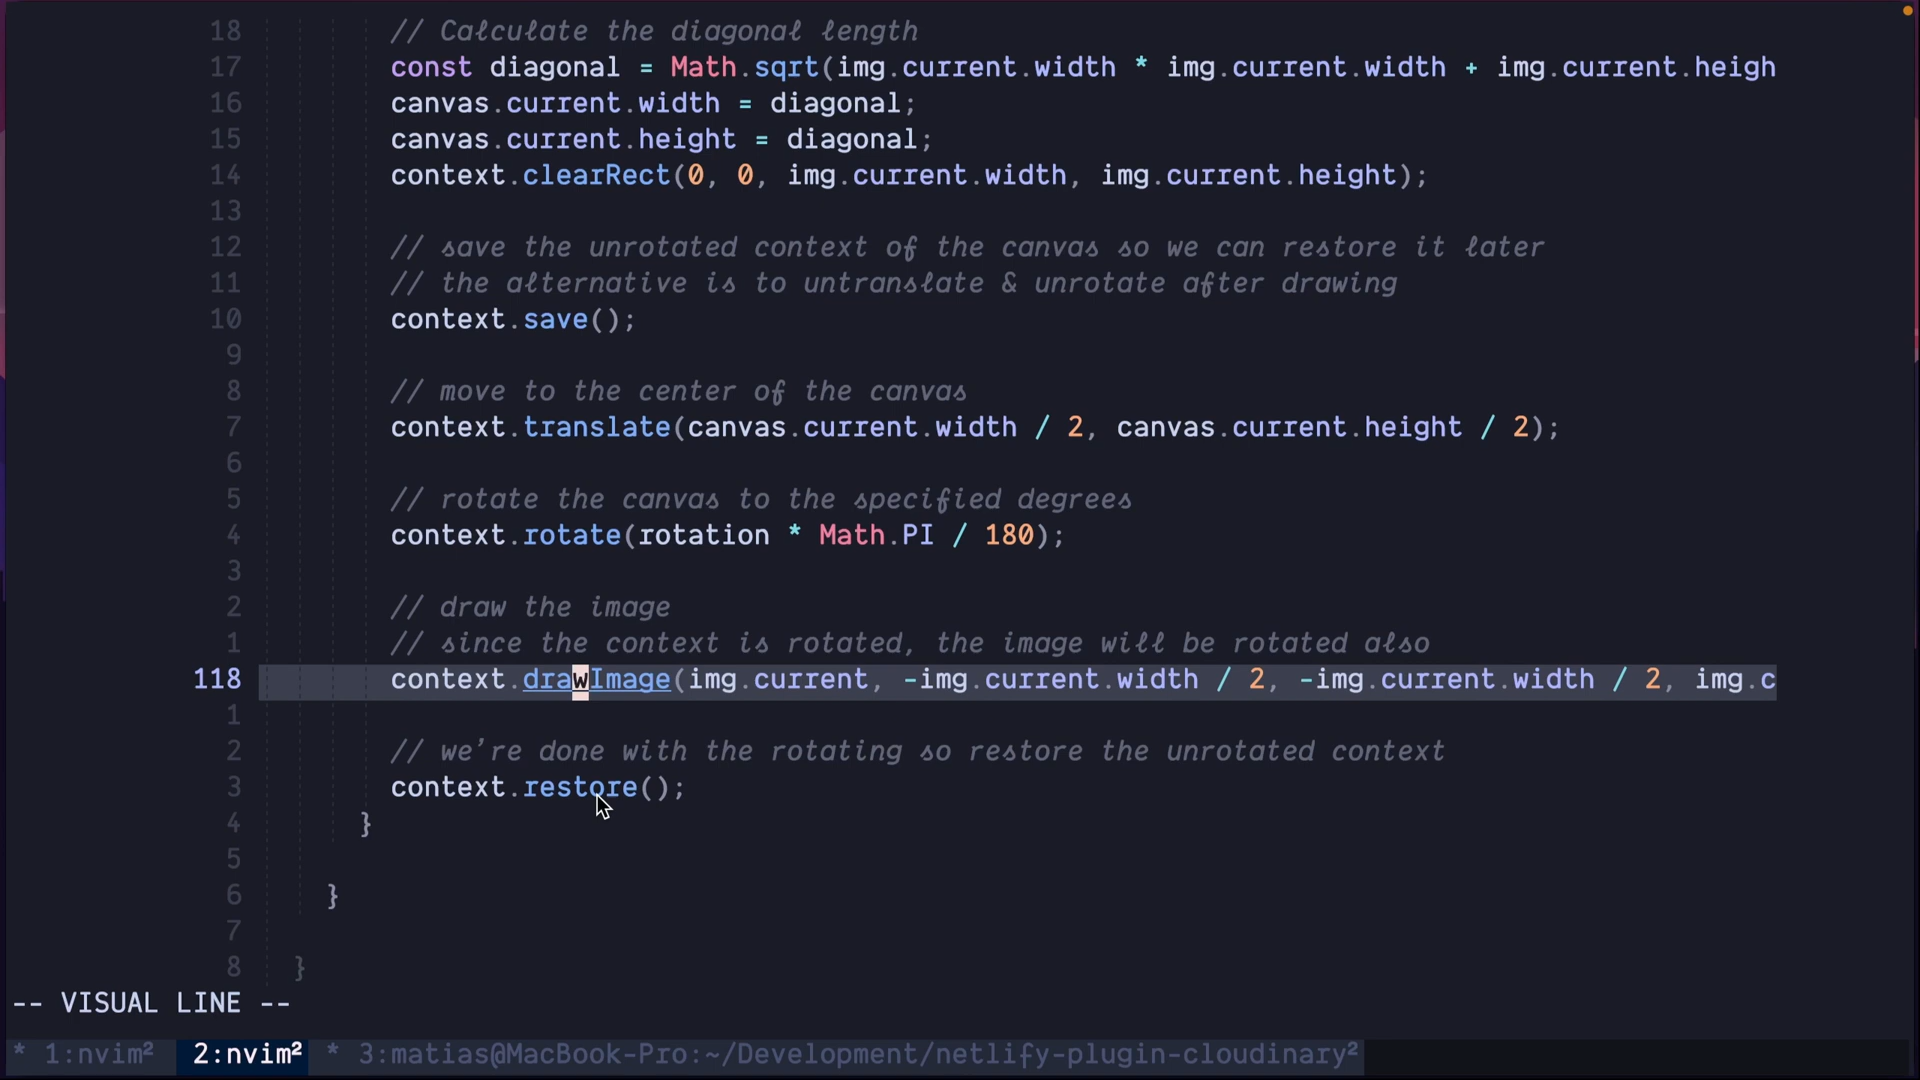 18 // Calculate the diagonal length
17 const diagonal = Math.sqrt(img.current.width * img.current.width + img.current.heigh
16 canvas.current.width = diagonal;
15 canvas.current.height = diagonal;
14 context.clearRect(0, 0, img.current.width, img.current.height);
13
12 // save the unrotated context of the canvas so we can restore it later
11 // the alternative is to untranslate & unrotate after drawing
10 context.save();
9
8 // move to the center of the canvas
7 context.translate(canvas.current.width / 2, canvas.current.height / 2);
6
5 // rotate the canvas to the specified degrees
4 context.rotate(rotation * Math.PI / 180);
3
2 // draw the image
1 // since the context is rotated, the image will be rotated also
118 context.drawImage(img.current, -img.current.width / 2, -img.current.width / 2, img.c
1
2 // we’re done with the rotating so restore the unrotated context
3 context.restore();
4 }
5
6 }
7
8 }
-- VISUAL LINE --
* 1:nvim² 2:nvim² * 3:matias@MacBook-Pro:~/Development/netlify-plugin-cloudinary²